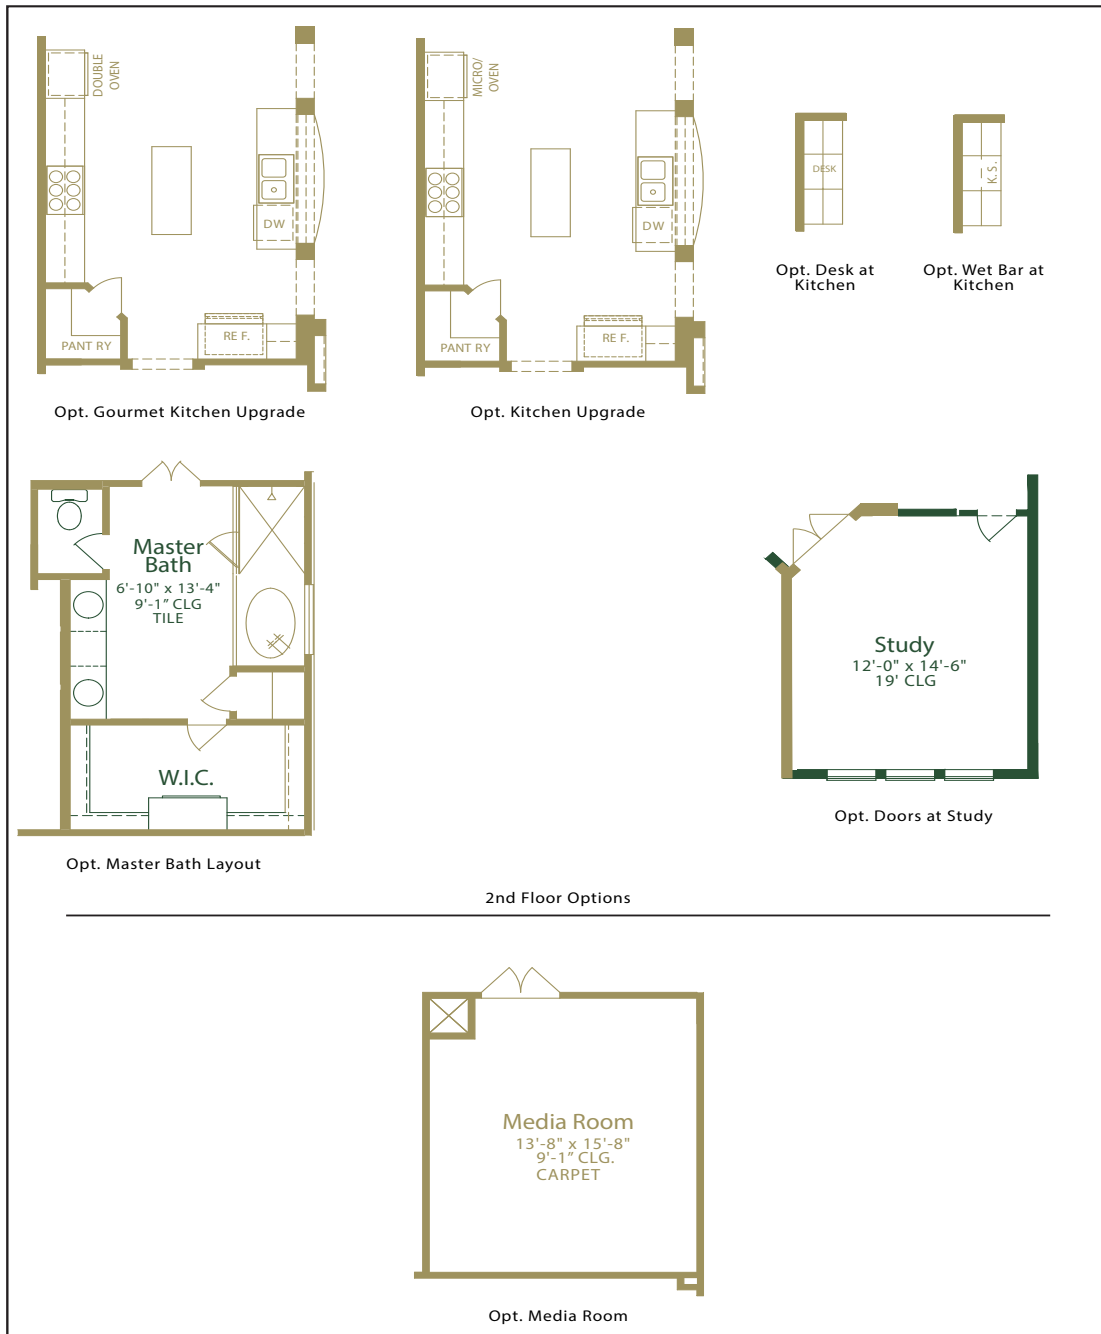 DOUBLE
OVEN
DW
PANT RY
RE F.
Opt. Gourmet Kitchen Upgrade
MICRO/
OVEN
DW
PANT RY
RE F.
Opt. Kitchen Upgrade
DESK
Opt. Desk at
Kitchen
K. S.
Opt. Wet Bar at
Kitchen
Master
Bath
6'-10" x 13'-4"
9'-1” CLG
TILE
W.I.C.
Opt. Master Bath Layout
Study
12'-0" x 14'-6"
19' CLG
Opt. Doors at Study
2nd Floor Options
Media Room
13'-8" x 15'-8"
9'-1” CLG.
CARPET
Opt. Media Room